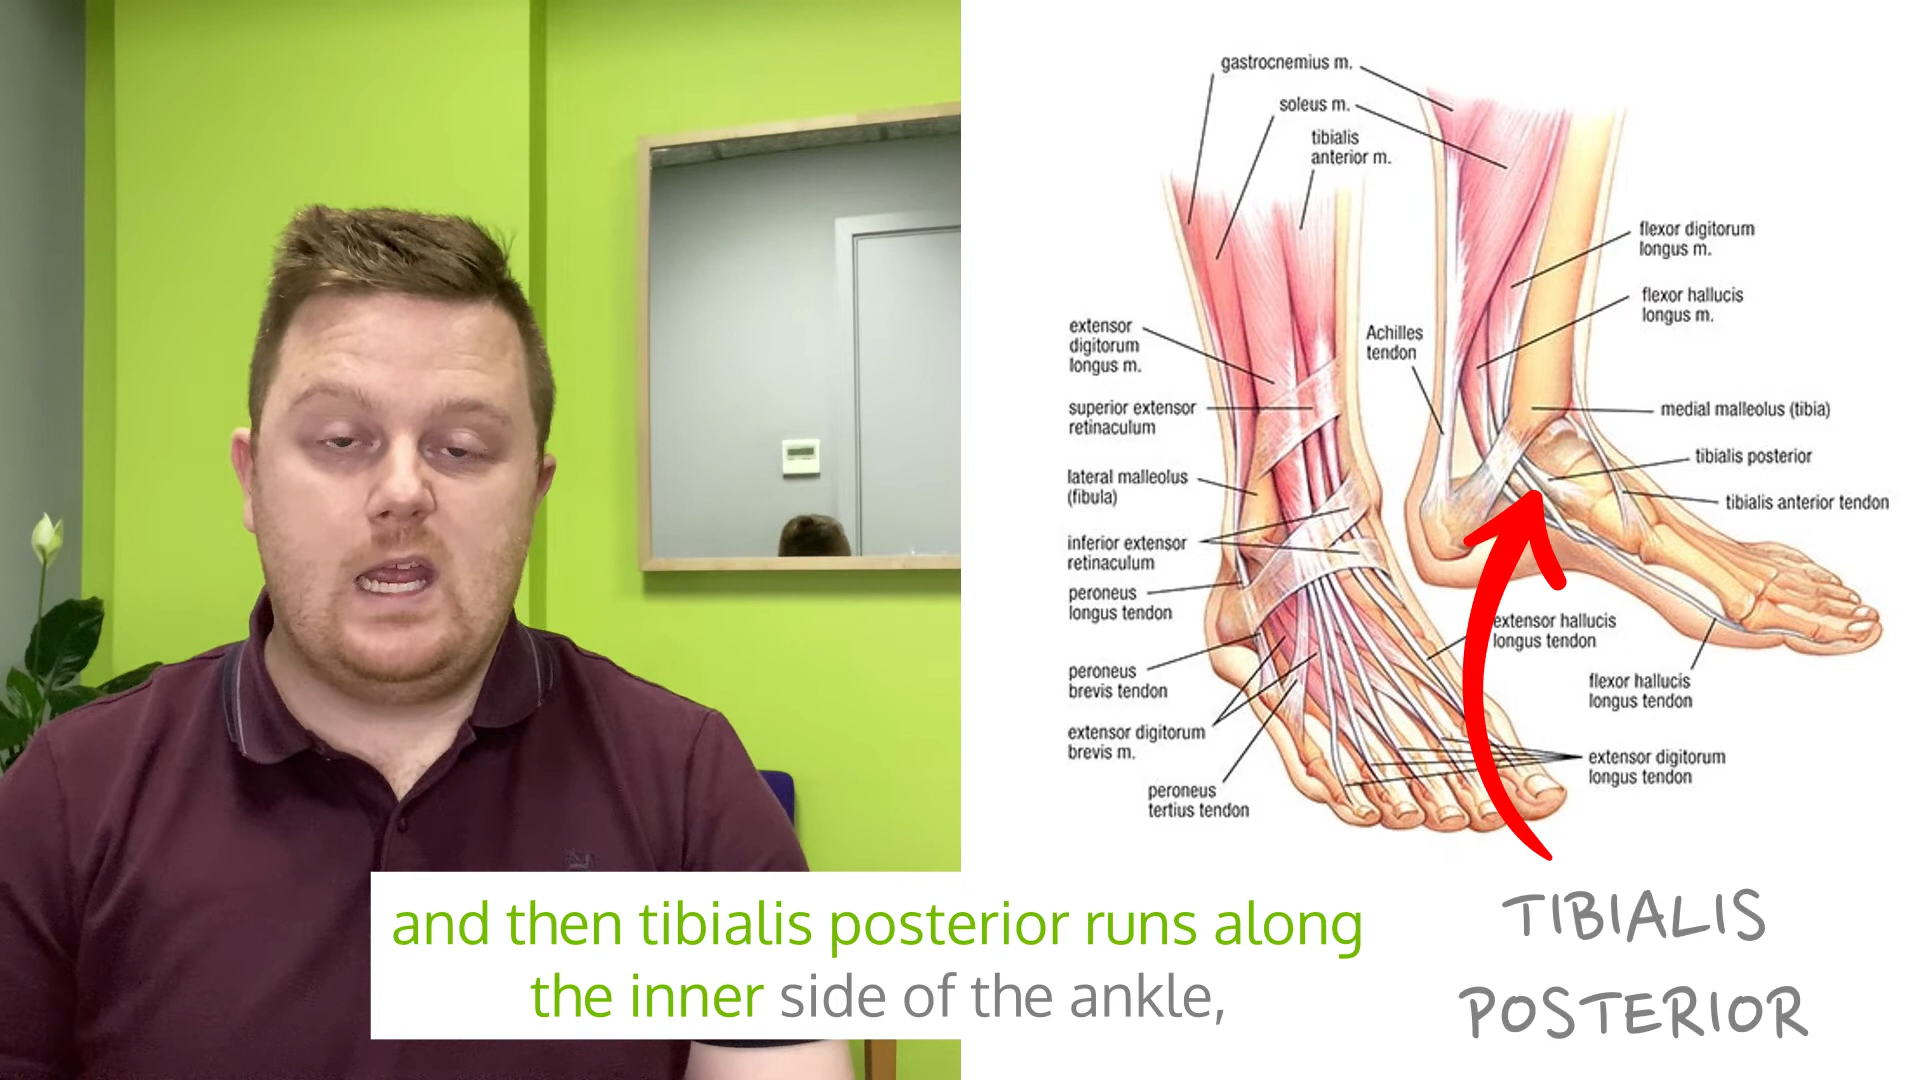 gastrocnemius m.
soleus m.
tibialis
anterior m.
flexor digitorum
longus m.
flexor hallucis
longus m.
extensor
digitorum
longus m.
Achilles
tendon
superior extensor
retinaculum
medial malleolus (tibia)
tibialis posterior
lateral malleolus
(fibula)
tibialis anterior tendon
inferior extensor
retinaculum
peroneus
longus tendon
extensor hallucis
longus tendon
peroneus
brevis tendon
flexor hallucis
longus tendon
extensor digitorum
brevis m.
extensor digitorum
longus tendon
peroneus
tertius tendon
and then tibialis posterior runs along
the inner side of the ankle,
TIBIALIS
POSTERIOR